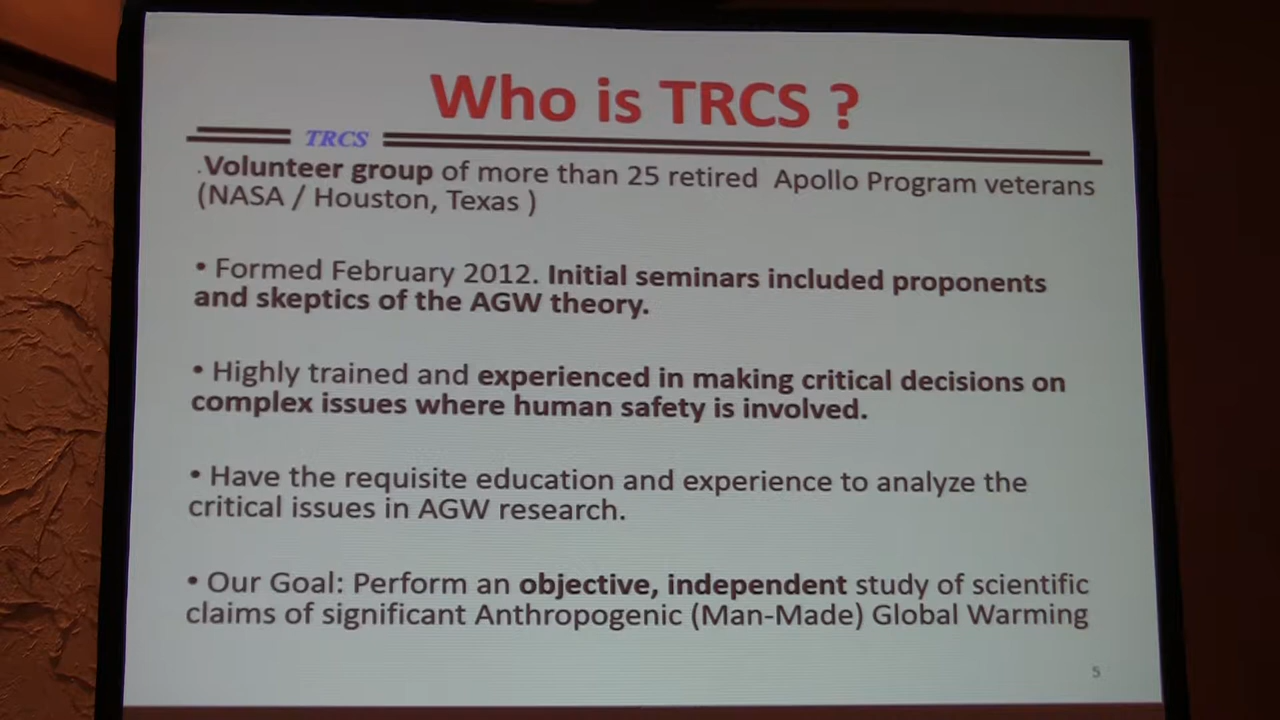 Who is TRCS ?
TRCS
.Volunteer group of more than 25 retired Apollo Program veterans
(NASA / Houston, Texas )
• Formed February 2012. Initial seminars included proponents
and skeptics of the AGW theory.
• Highly trained and experienced in making critical decisions on
complex issues where human safety is involved.
• Have the requisite education and experience to analyze the
critical issues in AGW research.
• Our Goal: Perform an objective, independent study of scientific
claims of significant Anthropogenic (Man-Made) Global Warming
5